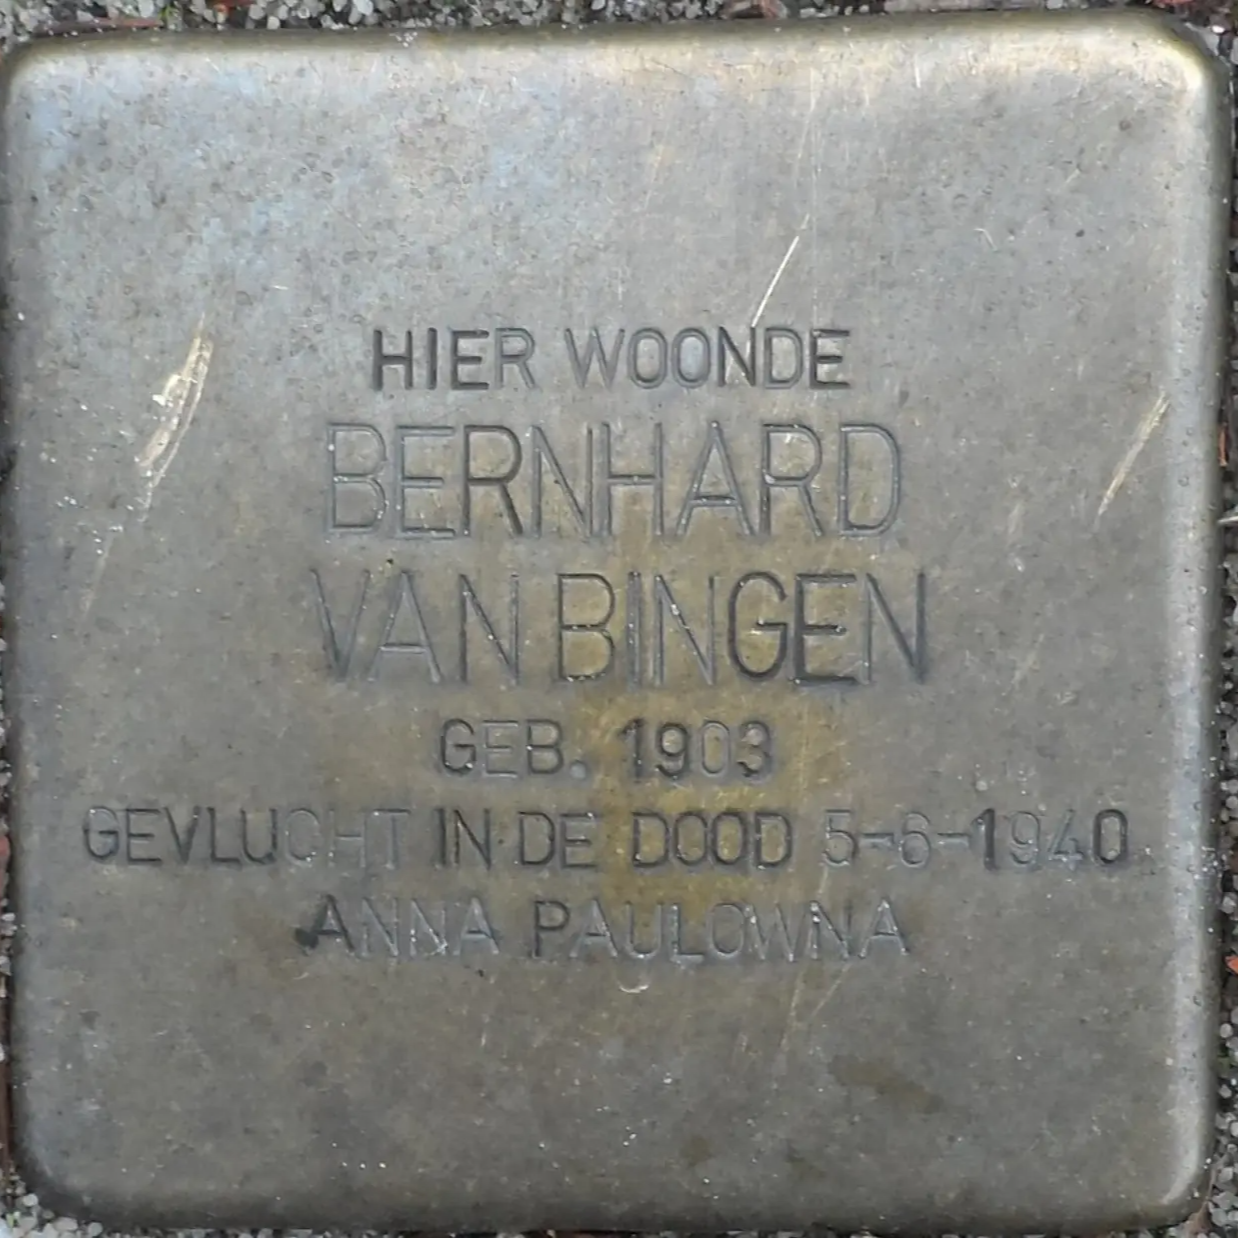 HIER WOONDE
BERNHARD
VAN BINGEN
GEB. 1903
GEVLUCHT IN DE DOOD 5-6-1940
ANNA PAULOWNA